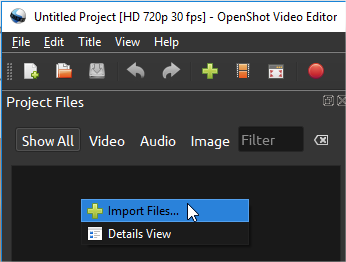 Untitled Project [HD 720p 30 fps] - OpenShot Video Editor
File Edit Title View Help
Project Files
Show All Video Audio Image Filter
Import Files...
Details View